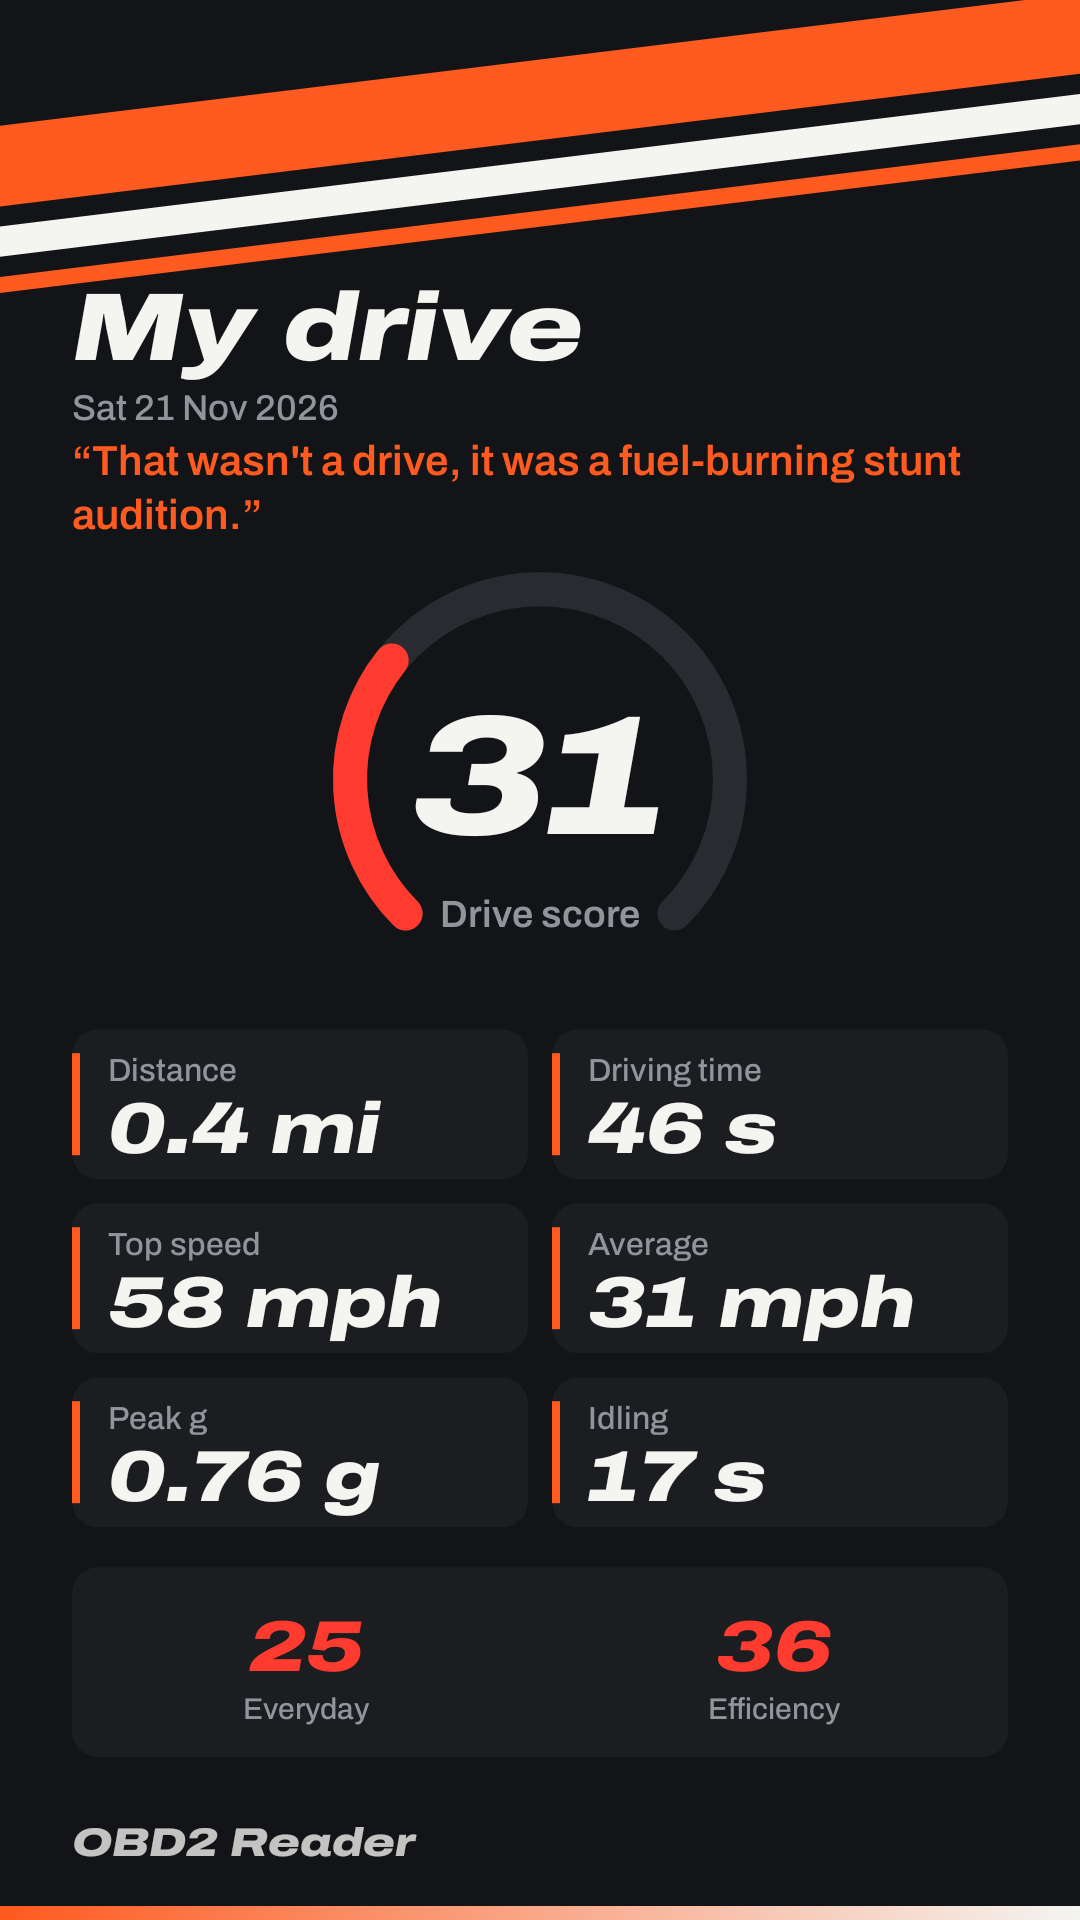 My drive
Sat 21 Nov 2026
“That wasn't a drive, it was a fuel-burning stunt
audition.”
31
Drive score
Distance
0.4 mi
Driving time
46 s
Top speed
58 mph
Average
31 mph
Peak g
0.76 g
Idling
17 s
25
Everyday
36
Efficiency
OBD2 Reader